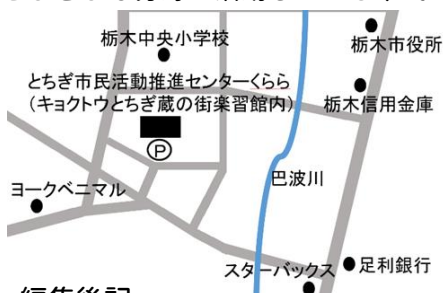 栃木中央小学校
栃木市役所
とちぎ市民活動推進センターくらら
(キョクトウとちぎ蔵の街楽習館内)
栃木信用金庫
P
ヨークベニマル
巴波川
スターバックス
足利銀行
編集後記